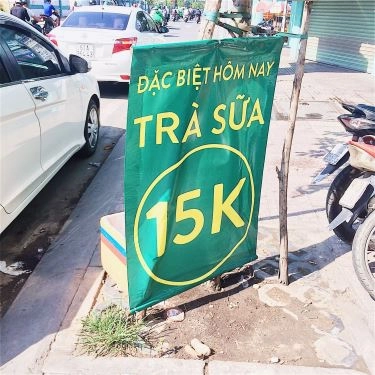 ĐẶC BIỆT HÔM NAY
TRÀ SỮA
15K